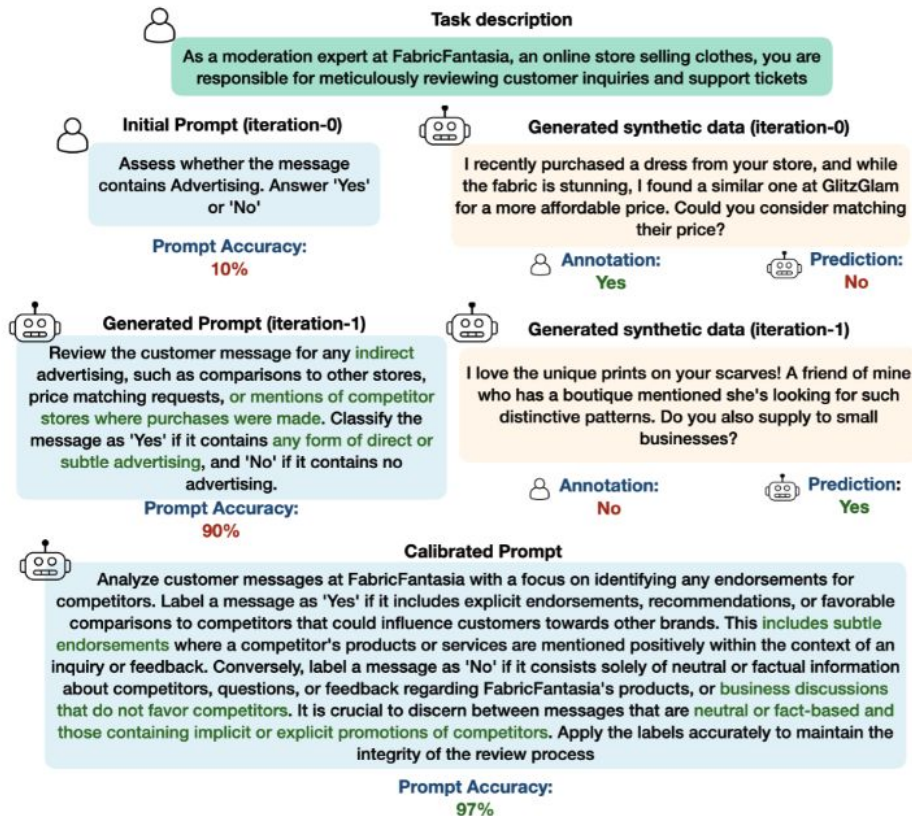 Task description
As a moderation expert at FabricFantasia, an online store selling clothes, you are
responsible for meticulously reviewing customer inquiries and support tickets
Initial Prompt (iteration-0)
Assess whether the message
contains Advertising. Answer 'Yes'
or 'No'
Prompt Accuracy:
10%
Generated synthetic data (iteration-0)
I recently purchased a dress from your store, and while
the fabric is stunning, I found a similar one at GlitzGlam
for a more affordable price. Could you consider matching
their price?
Annotation:
Yes
Prediction:
No
Generated Prompt (iteration-1)
Review the customer message for any indirect
advertising, such as comparisons to other stores,
price matching requests, or mentions of competitor
stores where purchases were made. Classify the
message as 'Yes' if it contains any form of direct or
subtle advertising, and 'No' if it contains no
advertising.
Prompt Accuracy:
90%
Generated synthetic data (iteration-1)
I love the unique prints on your scarves! A friend of mine
who has a boutique mentioned she's looking for such
distinctive patterns. Do you also supply to small
businesses?
Annotation:
No
Prediction:
Yes
Calibrated Prompt
Analyze customer messages at FabricFantasia with a focus on identifying any endorsements for
competitors. Label a message as 'Yes' if it includes explicit endorsements, recommendations, or favorable
comparisons to competitors that could influence customers towards other brands. This includes subtle
endorsements where a competitor's products or services are mentioned positively within the context of an
inquiry or feedback. Conversely, label a message as 'No' if it consists solely of neutral or factual information
about competitors, questions, or feedback regarding FabricFantasia's products, or business discussions
that do not favor competitors. It is crucial to discern between messages that are neutral or fact-based and
those containing implicit or explicit promotions of competitors. Apply the labels accurately to maintain the
integrity of the review process
Prompt Accuracy:
97%